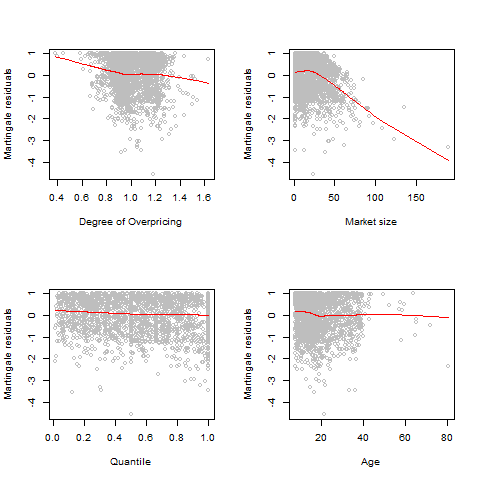 Martingale residuals
1
0
-1
-2
-3
-4
0.4 0.6 0.8 1.0 1.2 1.4 1.6
Degree of Overpricing
Martingale residuals
1
0
-1
-2
-3
-4
0 50 100 150
Market size
Martingale residuals
1
0
-1
-2
-3
-4
0.0 0.2 0.4 0.6 0.8 1.0
Quantile
Martingale residuals
1
0
-1
-2
-3
-4
20 40 60 80
Age